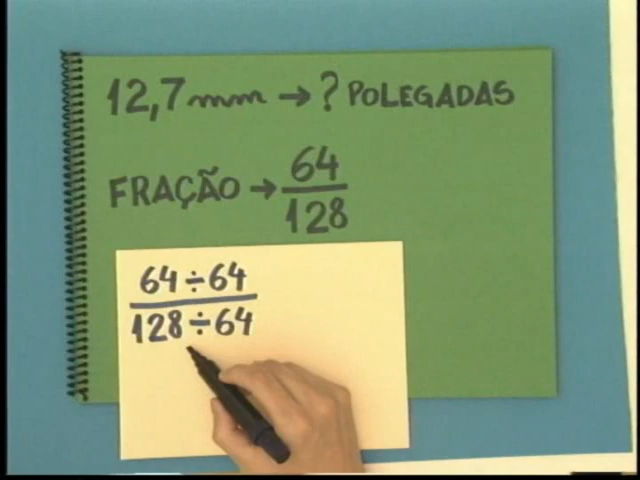 12,7 mm → ? POLEGADAS
FRAÇÃO → 64/128
64÷64
128÷64